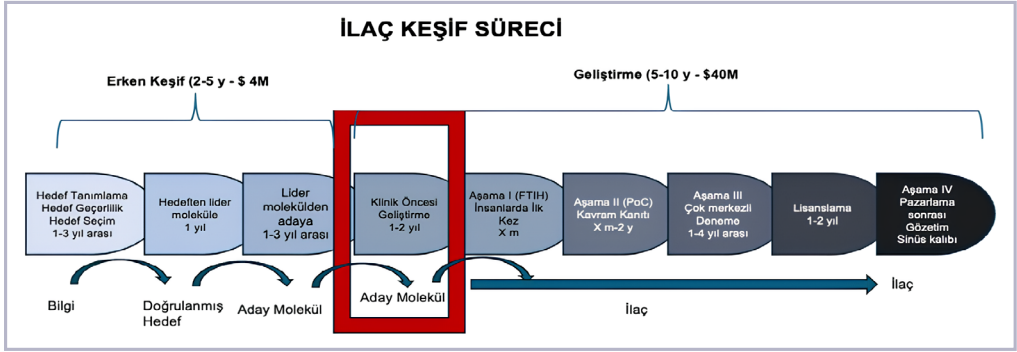 İLAÇ KEŞİF SÜRECİ
Erken Keşif (2-5 y - $ 4M
Geliştirme (5-10 y - $40M
Hedef Tanımlama
Hedef Geçerlilik
Hedef Seçim
1-3 yıl arası
Hedeften lider
moleküle
1 yıl
Lider
molekülden
adaya
1-3 yıl arası
Klinik Öncesi
Geliştirme
1-2 yıl
Aşama I (FTIH)
İnsanlarda İlk
Kez
X m
Aşama II (PoC)
Kavram Kanıtı
X m-2 y
Aşama III
Çok merkezli
Deneme
1-4 yıl arası
Lisanslama
1-2 yıl
Aşama IV
Pazarlama
sonrası
Gözetim
Sinüs kalıbı
Bilgi
Doğrulanmış
Hedef
Aday Molekül
Aday Molekül
İlaç
İlaç